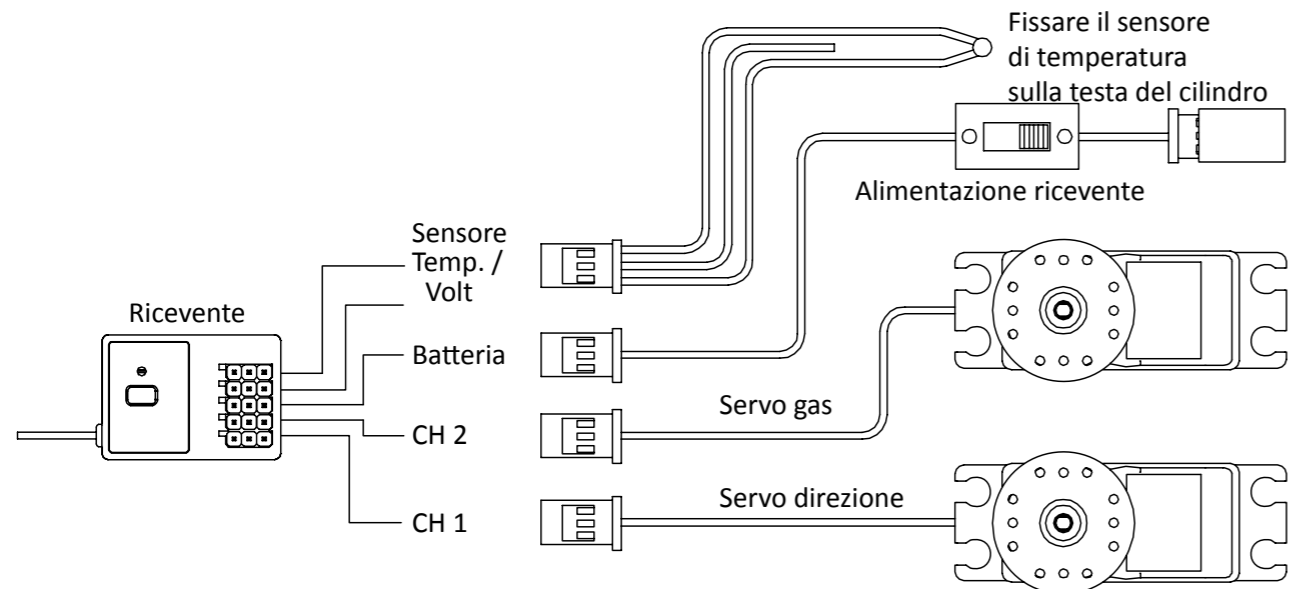 Fissare il sensore
di temperatura
sulla testa del cilindro
Alimentazione ricevente
Sensore
Temp. /
Volt
Ricevente
Batteria
Servo gas
CH 2
Servo direzione
CH 1